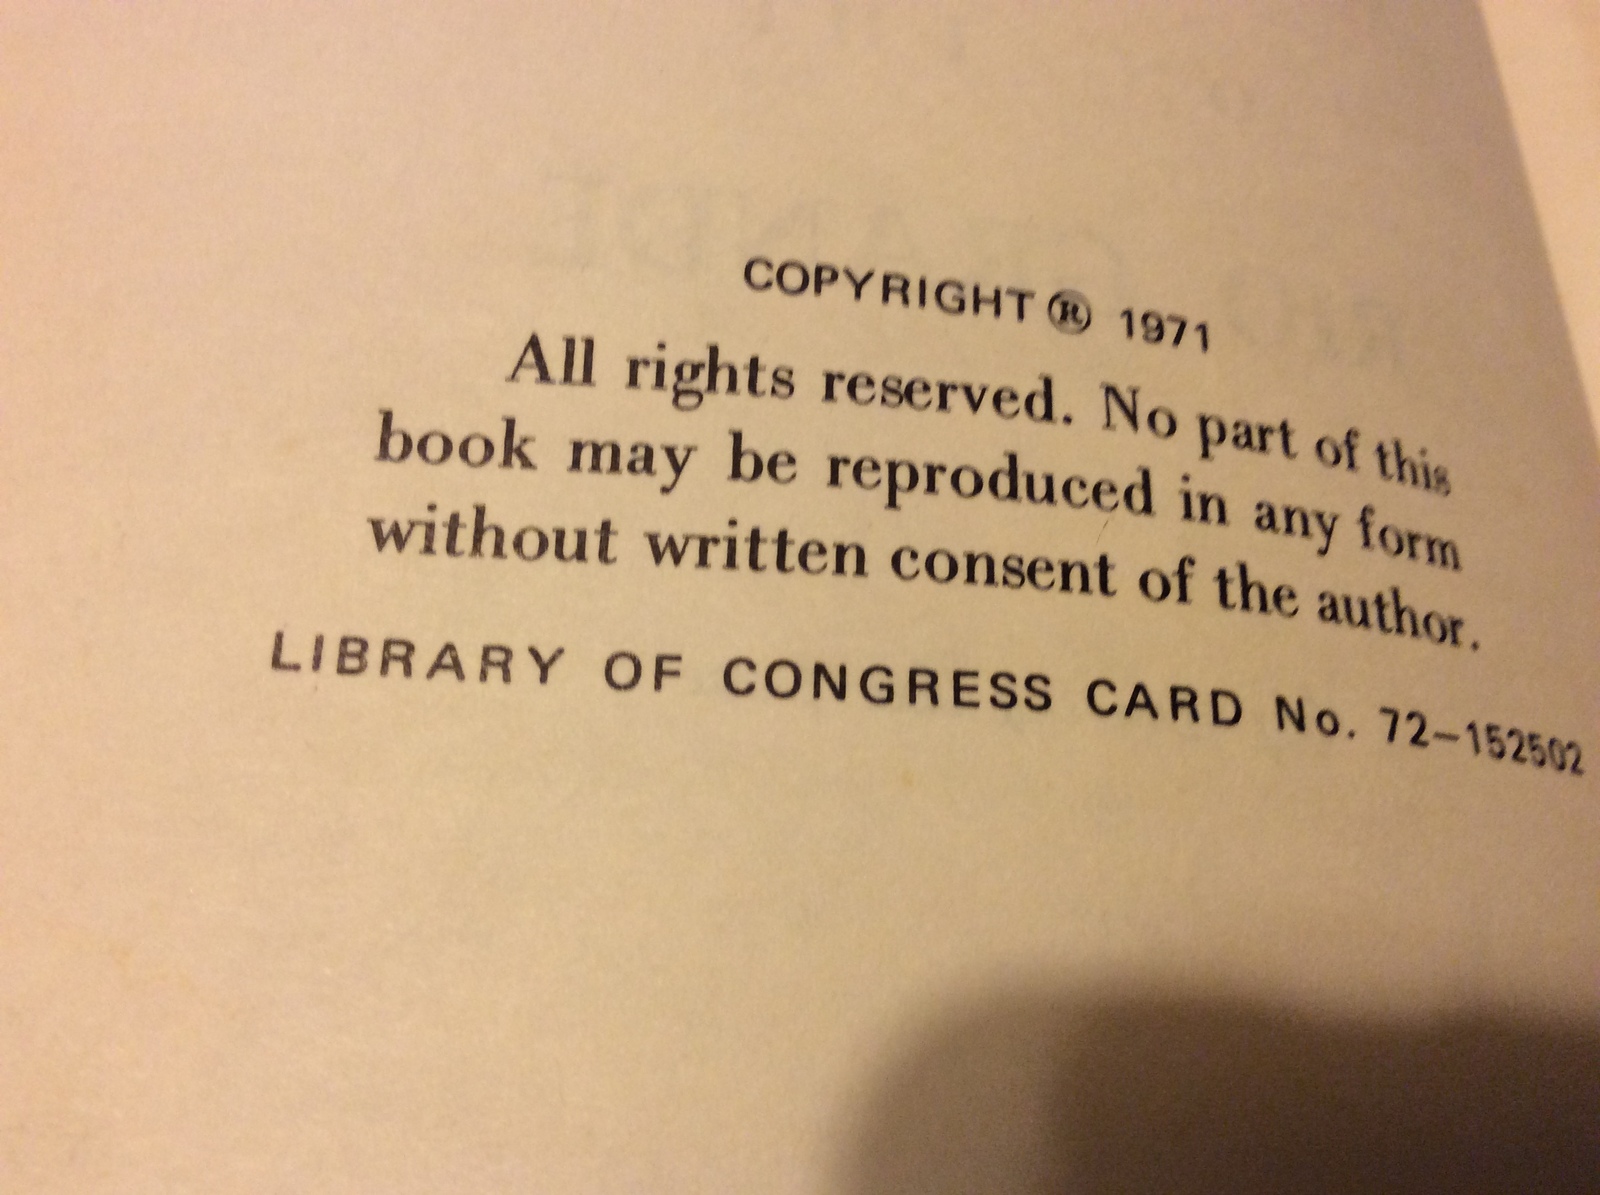 COPYRIGHT ® 1971
All rights reserved. No part of this
book may be reproduced in any form
without written consent of the author.
LIBRARY OF CONGRESS CARD No. 72–152502